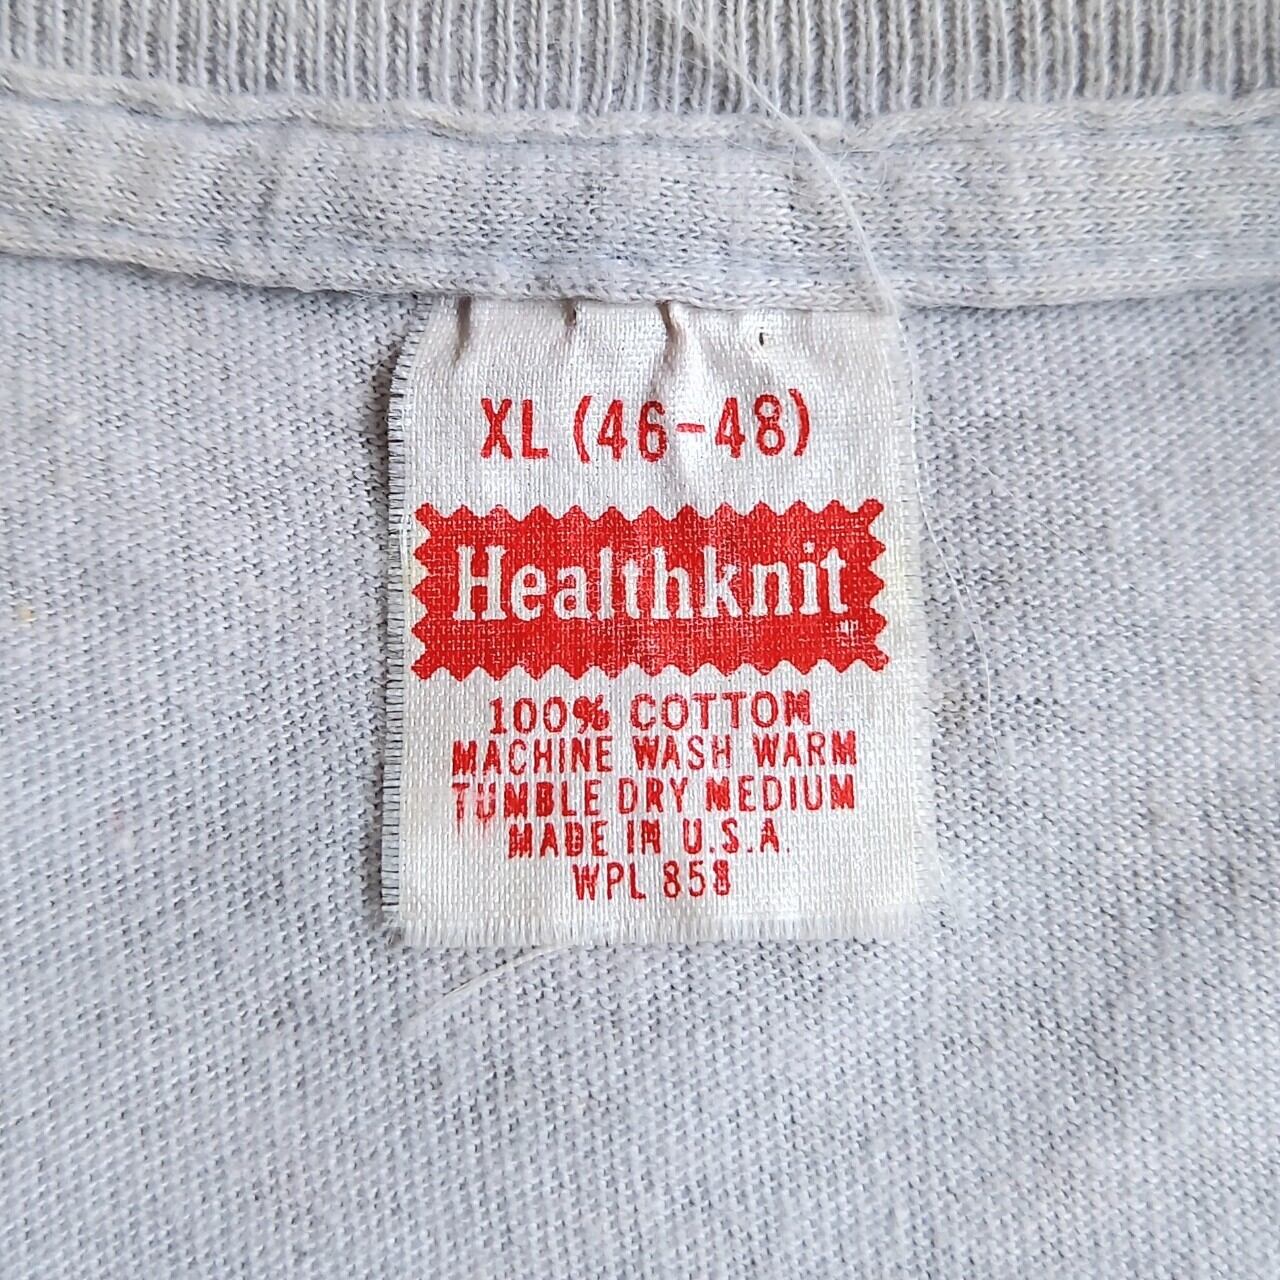 XL (46-48)
Healthknit
100% COTTON
MACHINE WASH WARM
TUMBLE DRY MEDIUM
MADE IN U.S.A.
WPL 858